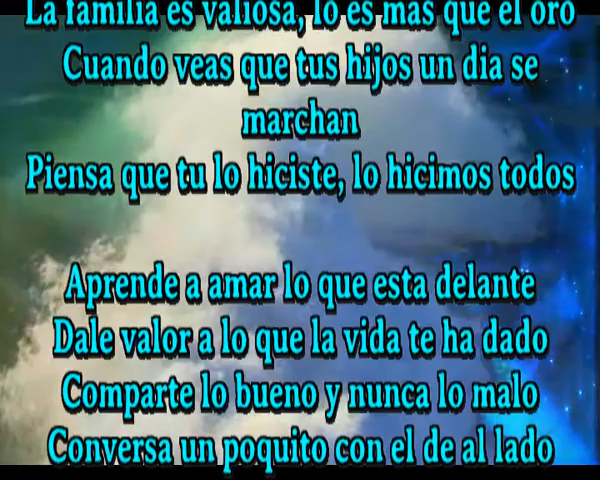 La familia es valiosa, lo es mas que el oro
Cuando veas que tus hijos un dia se
marchan
Piensa que tu lo hiciste, lo hicimos todos
Aprende a amar lo que esta delante
Dale valor a lo que la vida te ha dado
Comparte lo bueno y nunca lo malo
Conversa un poquito con el de al lado